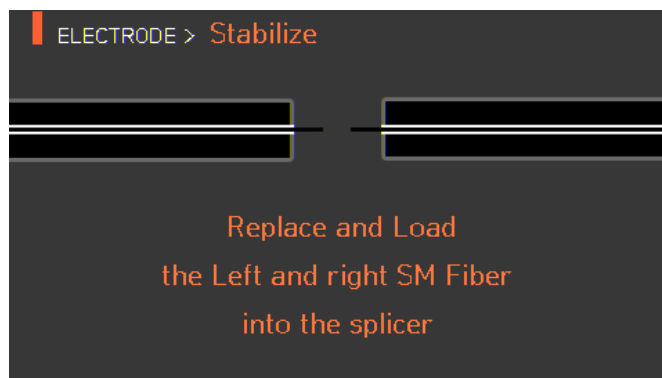 ELECTRODE > Stabilize
Replace and Load
the Left and right SM Fiber
into the splicer